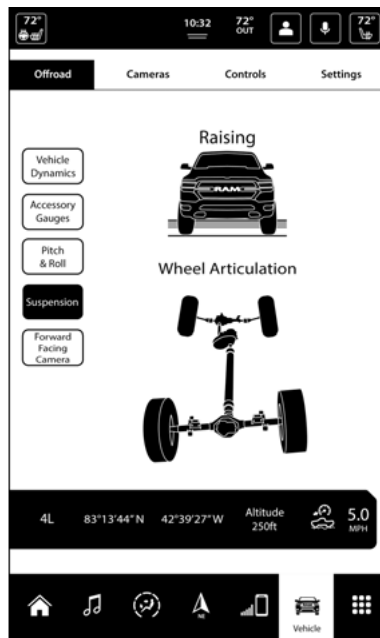 72°
10:32
72°
OUT
72°
Offroad
Cameras
Controls
Settings
Raising
Vehicle
Dynamics
RAM
Accessory
Gauges
Pitch
& Roll
Wheel Articulation
Suspension
Forward
Facing
Camera
4L
83°13'44"N
42°39'27"W
Altitude
250ft
5.0
MPH
NE
Vehicle